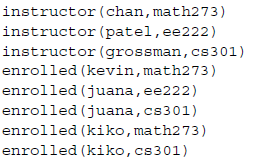 instructor(chan,math273)
instructor(patel,ee222)
instructor(grossman,cs301)
enrolled(kevin,math273)
enrolled(juana,ee222)
enrolled(juana,cs301)
enrolled(kiko,math273)
enrolled(kiko,cs301)